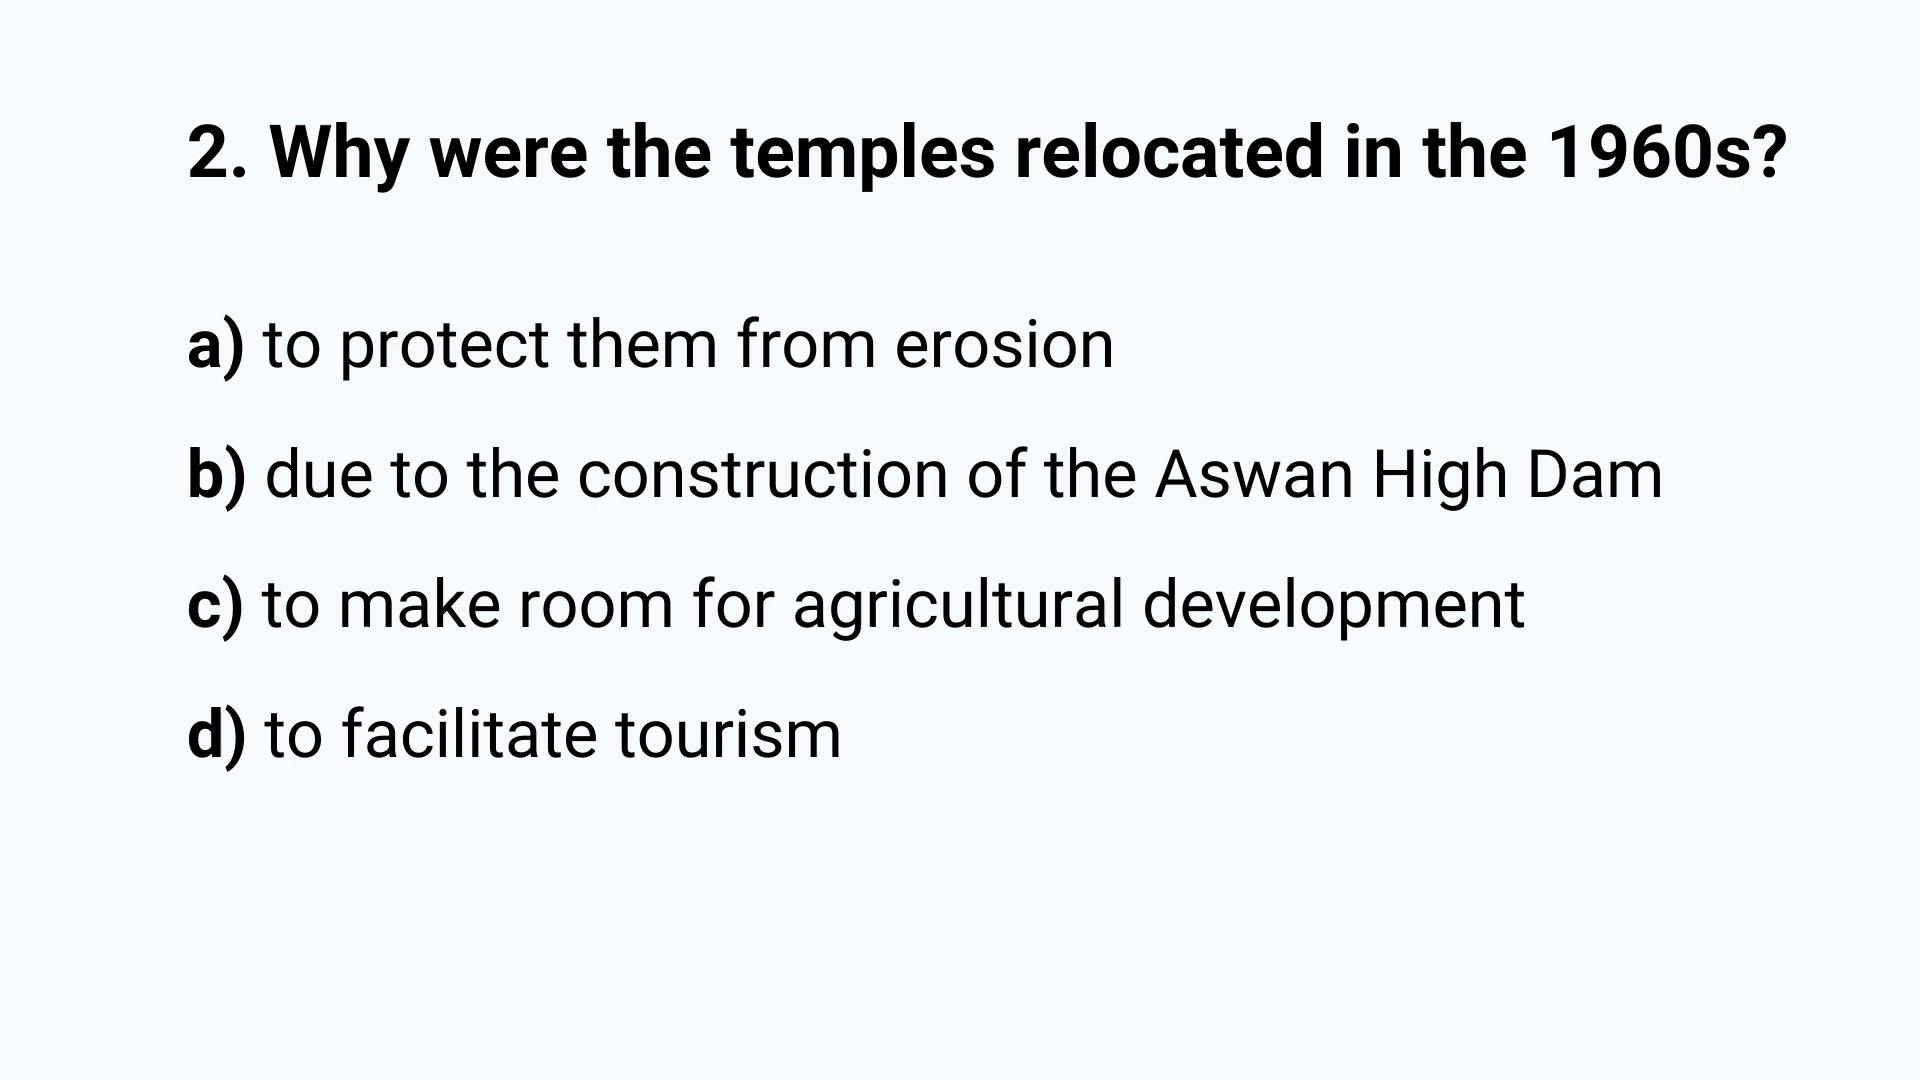 2. Why were the temples relocated in the 1960s?
a) to protect them from erosion
b) due to the construction of the Aswan High Dam
c) to make room for agricultural development
d) to facilitate tourism